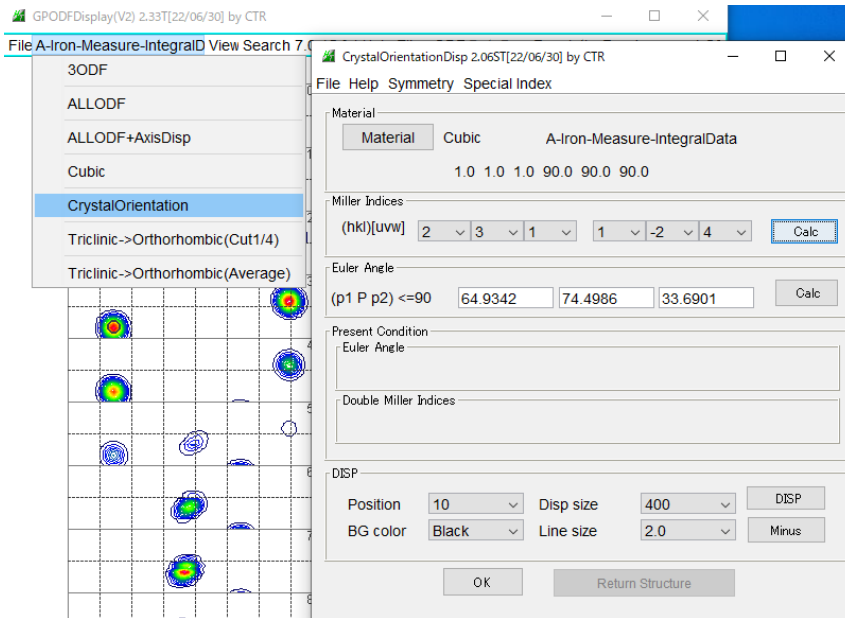 GPODFDisplay(V2) 2.33T[22/06/30] by CTR
File A-Iron-Measure-IntegralD View Search 7.
3ODF
ALLODF
ALLODF+AxisDisp
Cubic
CrystalOrientation
Triclinic->Orthorhombic(Cut1/4)
Triclinic->Orthorhombic(Average)
CrystalOrientationDisp 2.06ST[22/06/30] by CTR
File Help Symmetry Special Index
Material
Material Cubic A-Iron-Measure-IntegralData
1.0 1.0 1.0 90.0 90.0 90.0
Miller Indices
(hkl)[uvw] 2 3 1 1 -2 4 Calc
Euler Angle
(p1 P p2) <=90 64.9342 74.4986 33.6901 Calc
Present Condition
Euler Angle
Double Miller Indices
DISP
Position 10 Disp size 400 DISP
BG color Black Line size 2.0 Minus
OK Return Structure